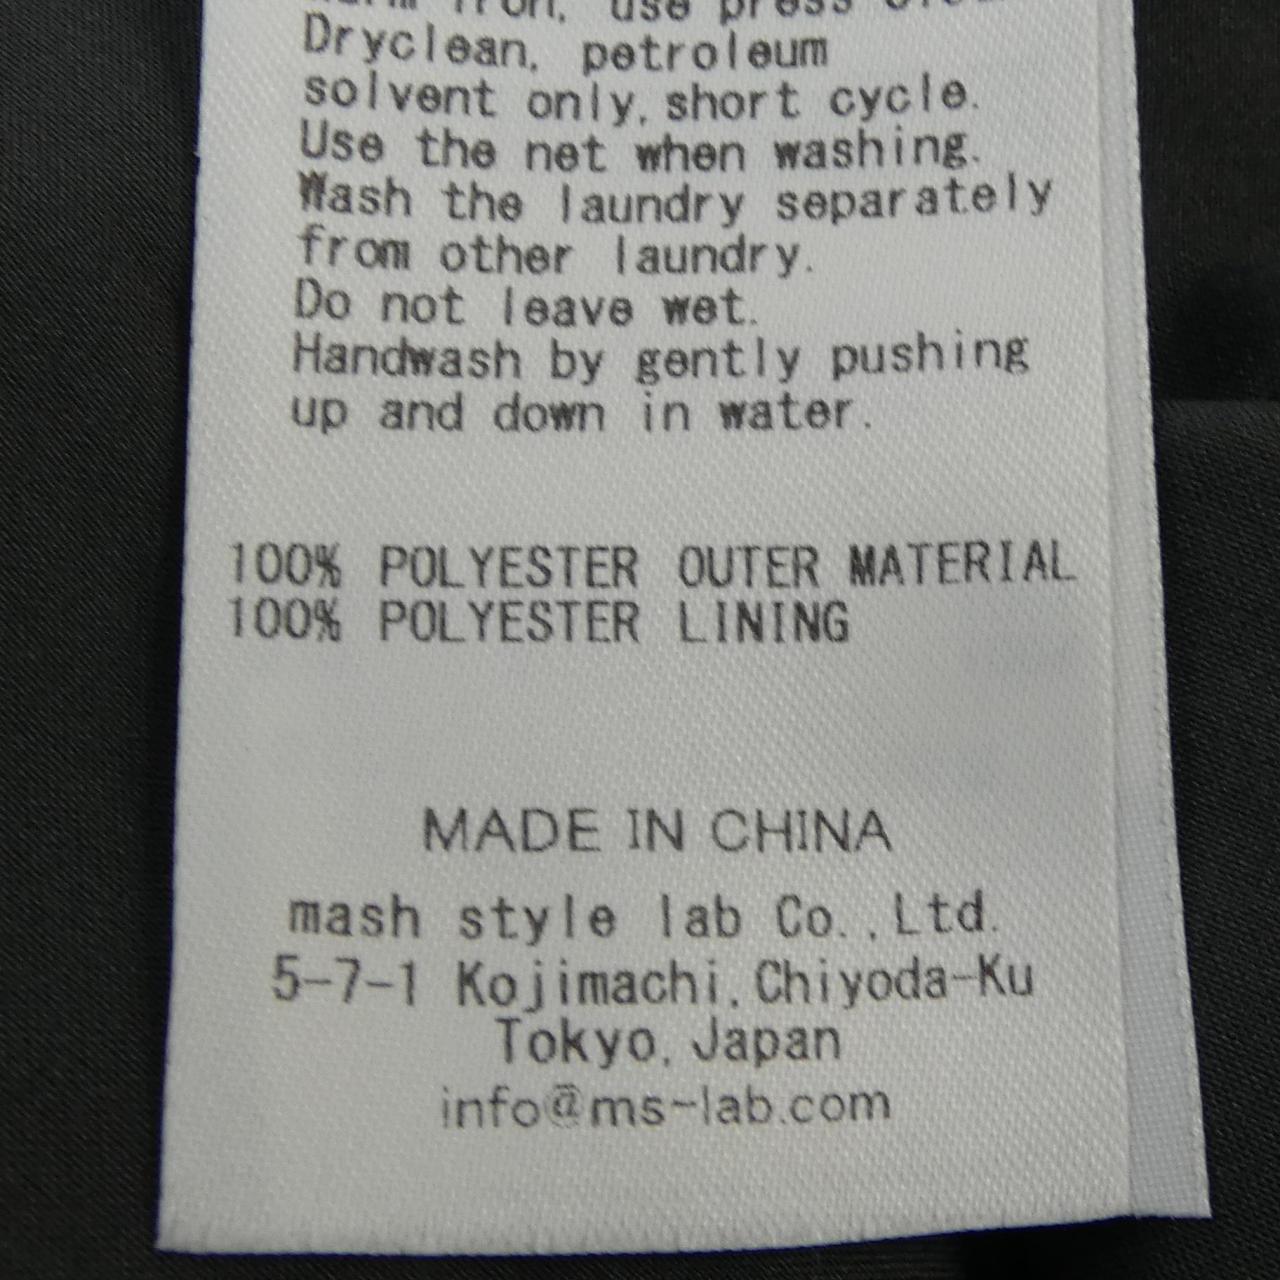 iron, use press
Dryclean, petroleum
solvent only, short cycle.
Use the net when washing.
Wash the laundry separately
from other laundry.
Do not leave wet.
Handwash by gently pushing
up and down in water.
100% POLYESTER OUTER MATERIAL
100% POLYESTER LINING
MADE IN CHINA
mash style lab Co.,Ltd.
5-7-1 Kojimachi,Chiyoda-Ku
Tokyo,Japan
info@ms-lab.com